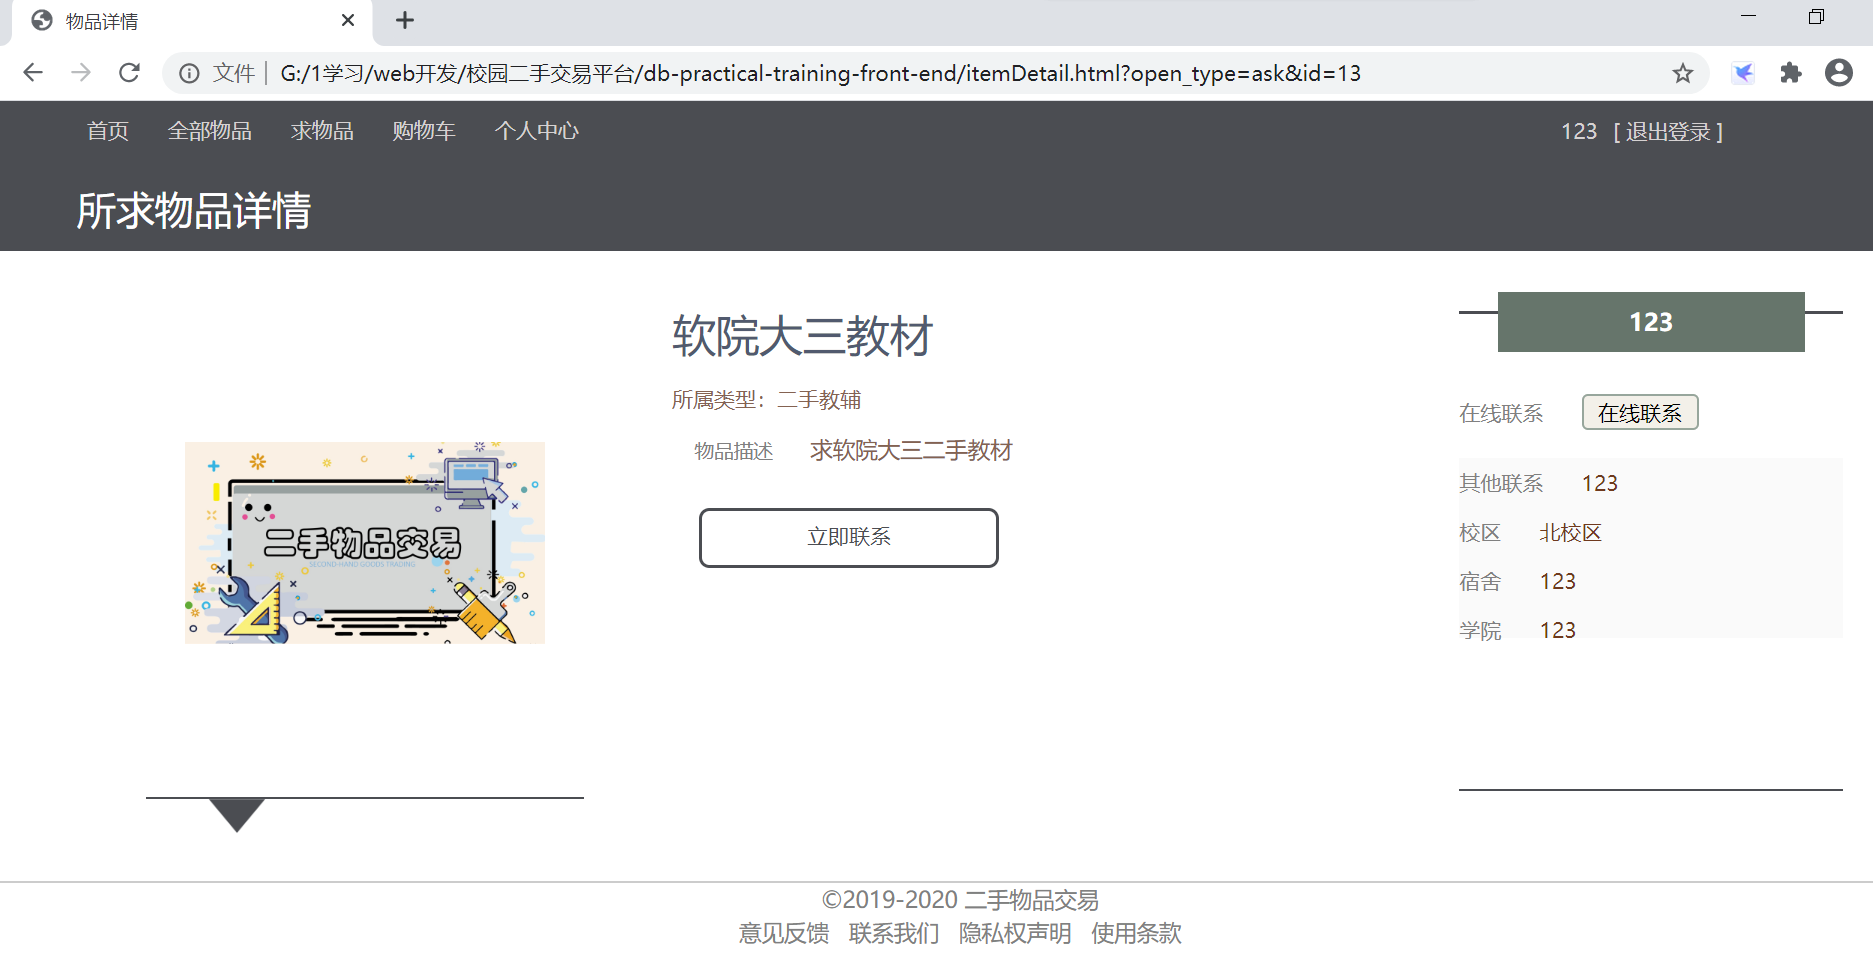 物品详情
文件 G:/1学习/web开发/校园二手交易平台/db-practical-training-front-end/itemDetail.html?open_type=ask&id=13
首页 全部物品 求物品 购物车 个人中心 123 [ 退出登录 ]
所求物品详情
二手物品交易
SECOND-HAND GOODS TRADING
软院大三教材
所属类型：二手教辅
物品描述 求软院大三二手教材
立即联系
123
在线联系 在线联系
其他联系 123
校区 北校区
宿舍 123
学院 123
©2019-2020 二手物品交易
意见反馈 联系我们 隐私权声明 使用条款